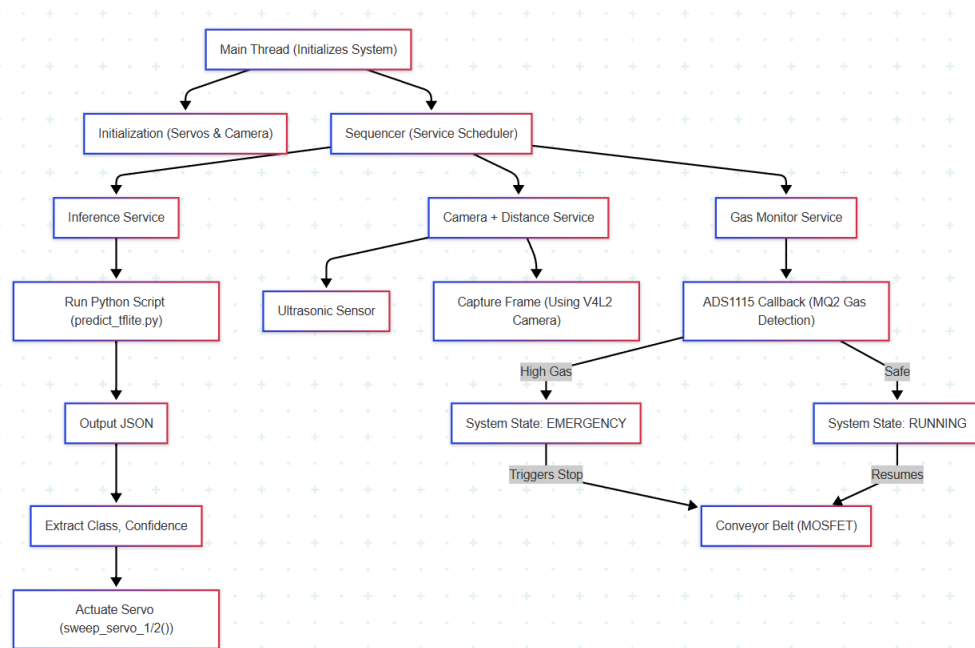 Main Thread (Initializes System)
Initialization (Servos & Camera)
Sequencer (Service Scheduler)
Inference Service
Camera + Distance Service
Gas Monitor Service
Run Python Script
(predict_tflite.py)
Ultrasonic Sensor
Capture Frame (Using V4L2
Camera)
ADS1115 Callback (MQ2 Gas
Detection)
High Gas
Safe
Output JSON
System State: EMERGENCY
System State: RUNNING
Triggers Stop
Resumes
Extract Class, Confidence
Conveyor Belt (MOSFET)
Actuate Servo
(sweep_servo_1/2())